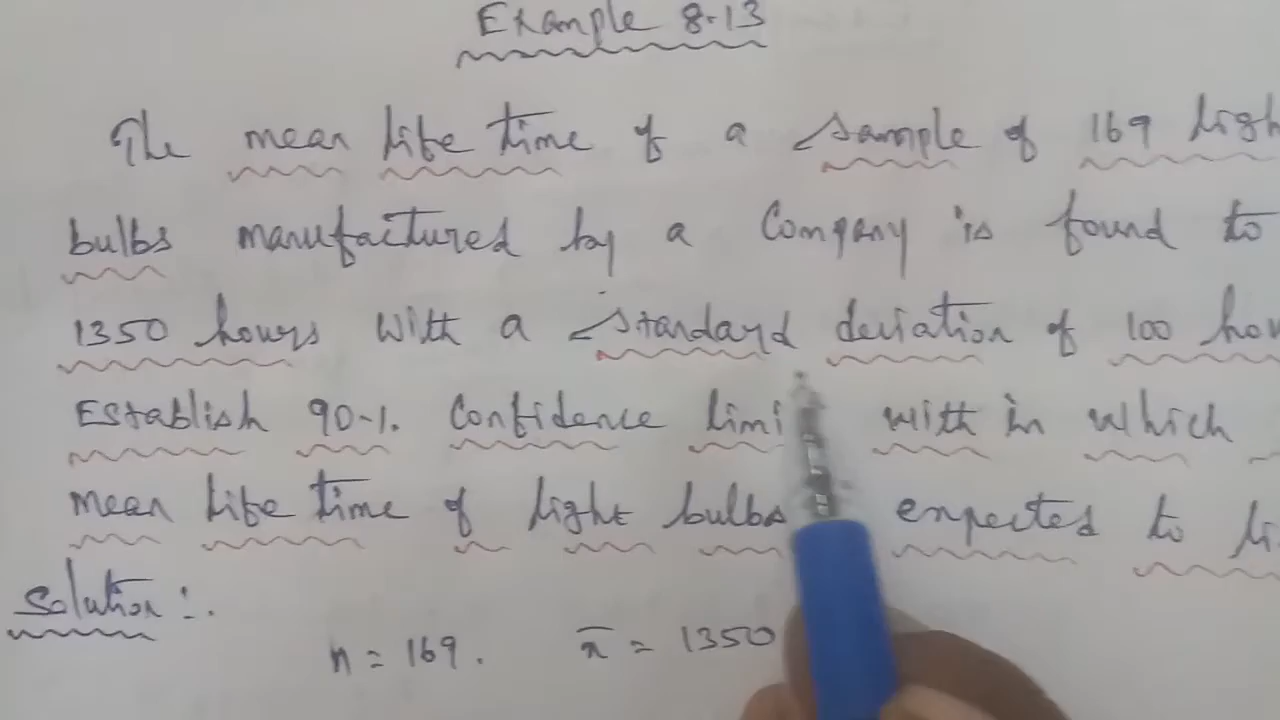 Example 8.13
The mean life time of a sample of 169 ligh
bulbs manufactured by a Company is found to
1350 hours with a standard deviation of 100 hou
Establish 90%. Confidence limi with in which
mean life time of light bulbs expected to li
Solution:.
n = 169. x̄ = 1350